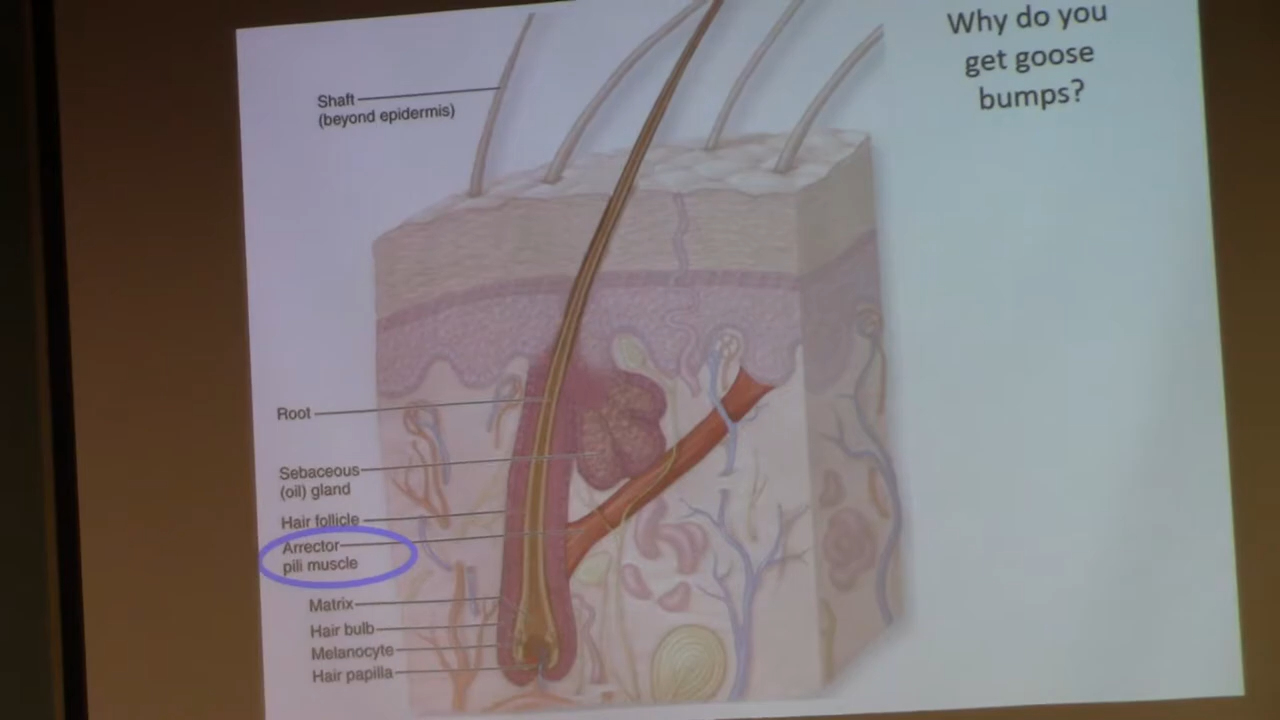 Why do you
get goose
bumps?
Shaft
(beyond epidermis)
Root
Sebaceous
(oil) gland
Hair follicle
Arrector
pili muscle
Matrix
Hair bulb
Melanocyte
Hair papilla